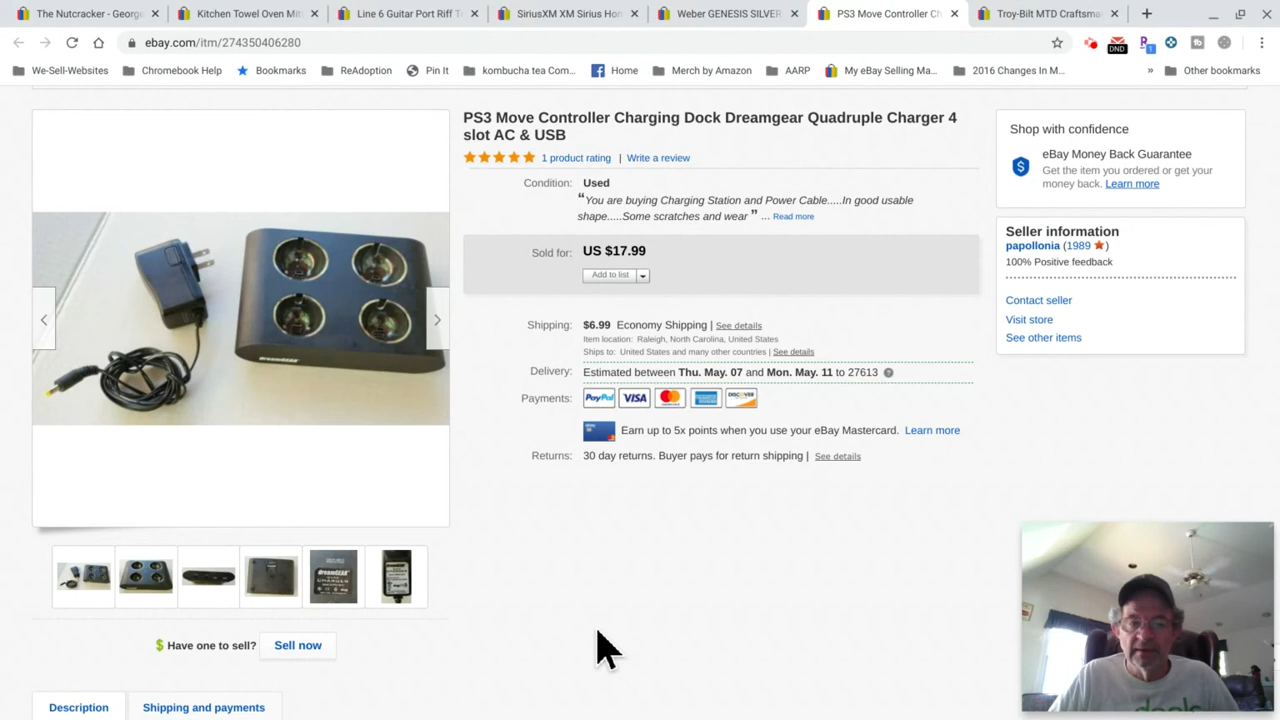 The Nutcracker - George
Kitchen Towel Oven Mitt
Line 6 Guitar Port Riff T
SiriusXM XM Sirius Hon
Weber GENESIS SILVER
PS3 Move Controller Ch
Troy-Bilt MTD Craftsma
ebay.com/itm/274350406280
DND
R
1
tb
We-Sell-Websites
Chromebook Help
Bookmarks
ReAdoption
Pin It
kombucha tea Com...
Home
Merch by Amazon
AARP
My eBay Selling Ma...
2016 Changes In M...
»
Other bookmarks
PS3 Move Controller Charging Dock Dreamgear Quadruple Charger 4
slot AC & USB
1 product rating | Write a review
Condition: Used
“You are buying Charging Station and Power Cable.....In good usable
shape.....Some scratches and wear ” ... Read more
Sold for: US $17.99
Add to list
Shipping: $6.99 Economy Shipping | See details
Item location: Raleigh, North Carolina, United States
Ships to: United States and many other countries | See details
Delivery: Estimated between Thu. May. 07 and Mon. May. 11 to 27613
Payments: PayPal VISA DISCOVER
Earn up to 5x points when you use your eBay Mastercard. Learn more
Returns: 30 day returns. Buyer pays for return shipping | See details
Shop with confidence
eBay Money Back Guarantee
Get the item you ordered or get your
money back. Learn more
Seller information
papollonia (1989 )
100% Positive feedback
Contact seller
Visit store
See other items
dreamGEAR
dreamGEAR
$ Have one to sell? Sell now
Description
Shipping and payments